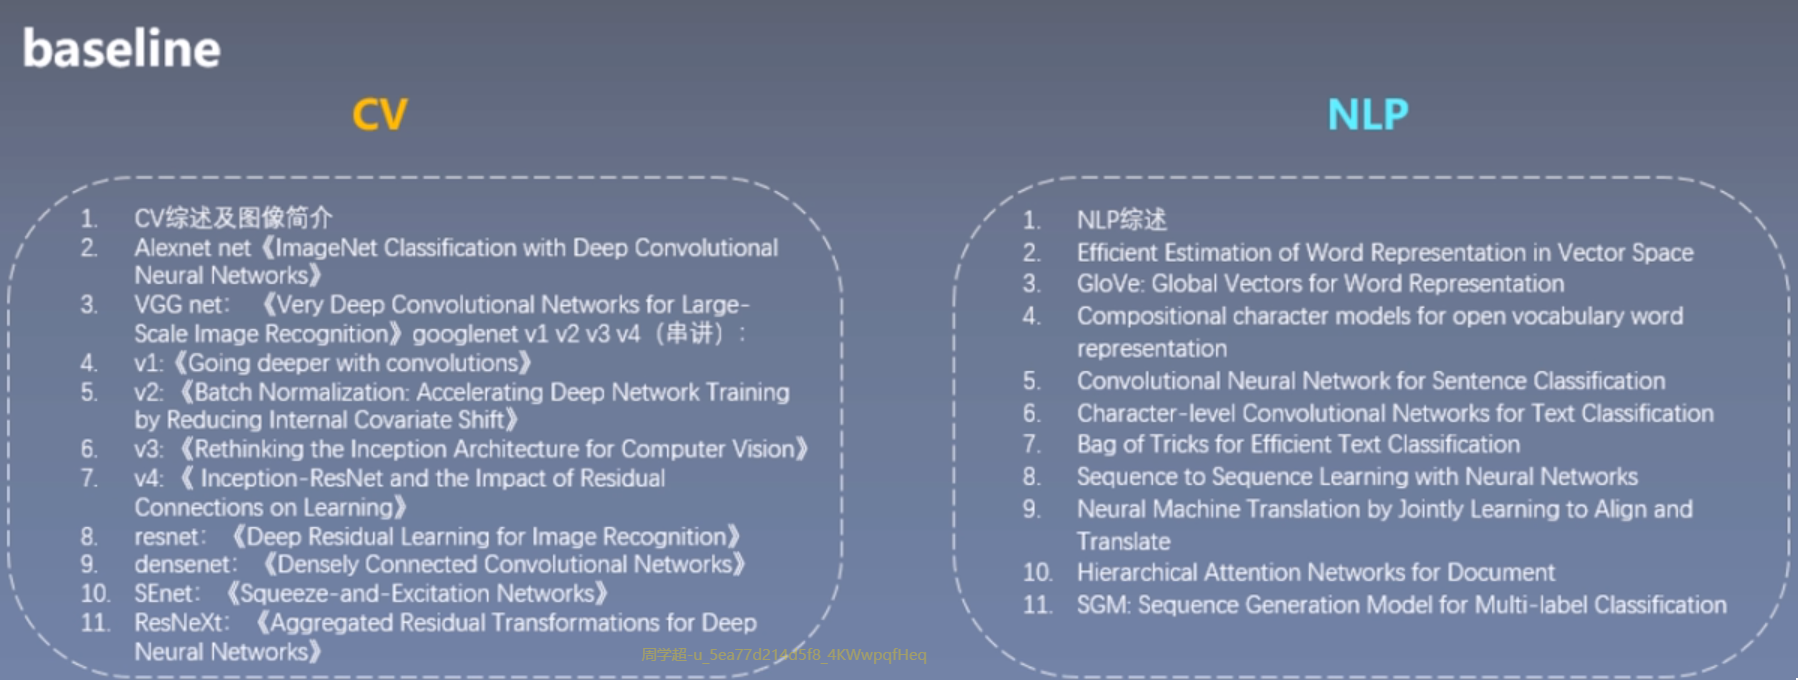 baseline
CV
1. CV综述及图像简介
2. Alexnet net《ImageNet Classification with Deep Convolutional
Neural Networks》
3. VGG net: 《Very Deep Convolutional Networks for Large-
Scale Image Recognition》googlenet v1 v2 v3 v4（串讲）:
4. v1:《Going deeper with convolutions》
5. v2: 《Batch Normalization: Accelerating Deep Network Training
by Reducing Internal Covariate Shift》
6. v3: 《Rethinking the Inception Architecture for Computer Vision》
7. v4: 《 Inception-ResNet and the Impact of Residual
Connections on Learning》
8. resnet: 《Deep Residual Learning for Image Recognition》
9. densenet: 《Densely Connected Convolutional Networks》
10. SEnet: 《Squeeze-and-Excitation Networks》
11. ResNeXt: 《Aggregated Residual Transformations for Deep
Neural Networks》
NLP
1. NLP综述
2. Efficient Estimation of Word Representation in Vector Space
3. GloVe: Global Vectors for Word Representation
4. Compositional character models for open vocabulary word
representation
5. Convolutional Neural Network for Sentence Classification
6. Character-level Convolutional Networks for Text Classification
7. Bag of Tricks for Efficient Text Classification
8. Sequence to Sequence Learning with Neural Networks
9. Neural Machine Translation by Jointly Learning to Align and
Translate
10. Hierarchical Attention Networks for Document
11. SGM: Sequence Generation Model for Multi-label Classification
周学超-u_5ea77d214d5f8_4KWwpqfHeq